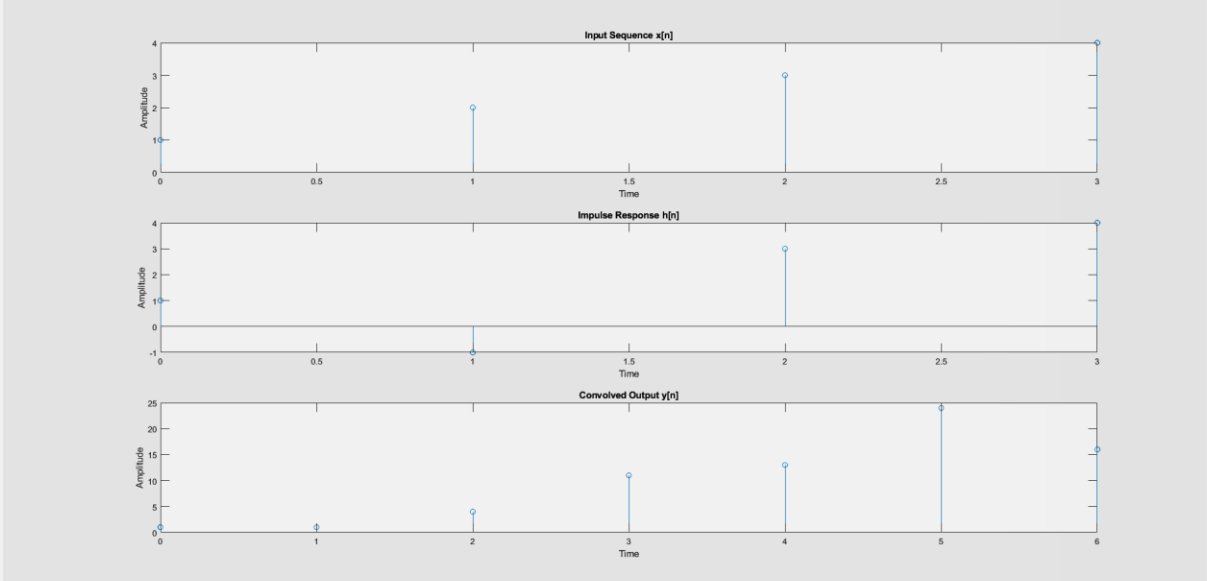 Input Sequence x[n]
4
3
2
1
0
Amplitude
0 0.5 1 1.5 2 2.5 3
Time
Impulse Response h[n]
4
3
2
1
0
-1
Amplitude
0 0.5 1 1.5 2 2.5 3
Time
Convolved Output y[n]
25
20
15
10
5
0
Amplitude
0 1 2 3 4 5 6
Time